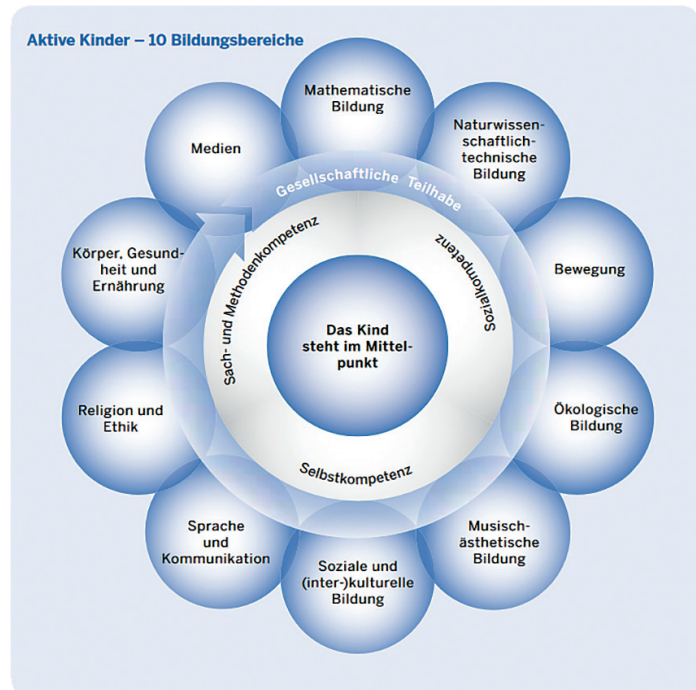 Aktive Kinder – 10 Bildungsbereiche
Mathematische
Bildung
Naturwissen-
schaftlich-
technische
Bildung
Bewegung
Ökologische
Bildung
Musisch-
ästhetische
Bildung
Soziale und
(inter-)kulturelle
Bildung
Sprache
und
Kommunikation
Religion und
Ethik
Körper, Gesund-
heit und
Ernährung
Medien
Gesellschaftliche Teilhabe
Sach- und Methodenkompetenz
Sozialkompetenz
Selbstkompetenz
Das Kind
steht im Mittel-
punkt